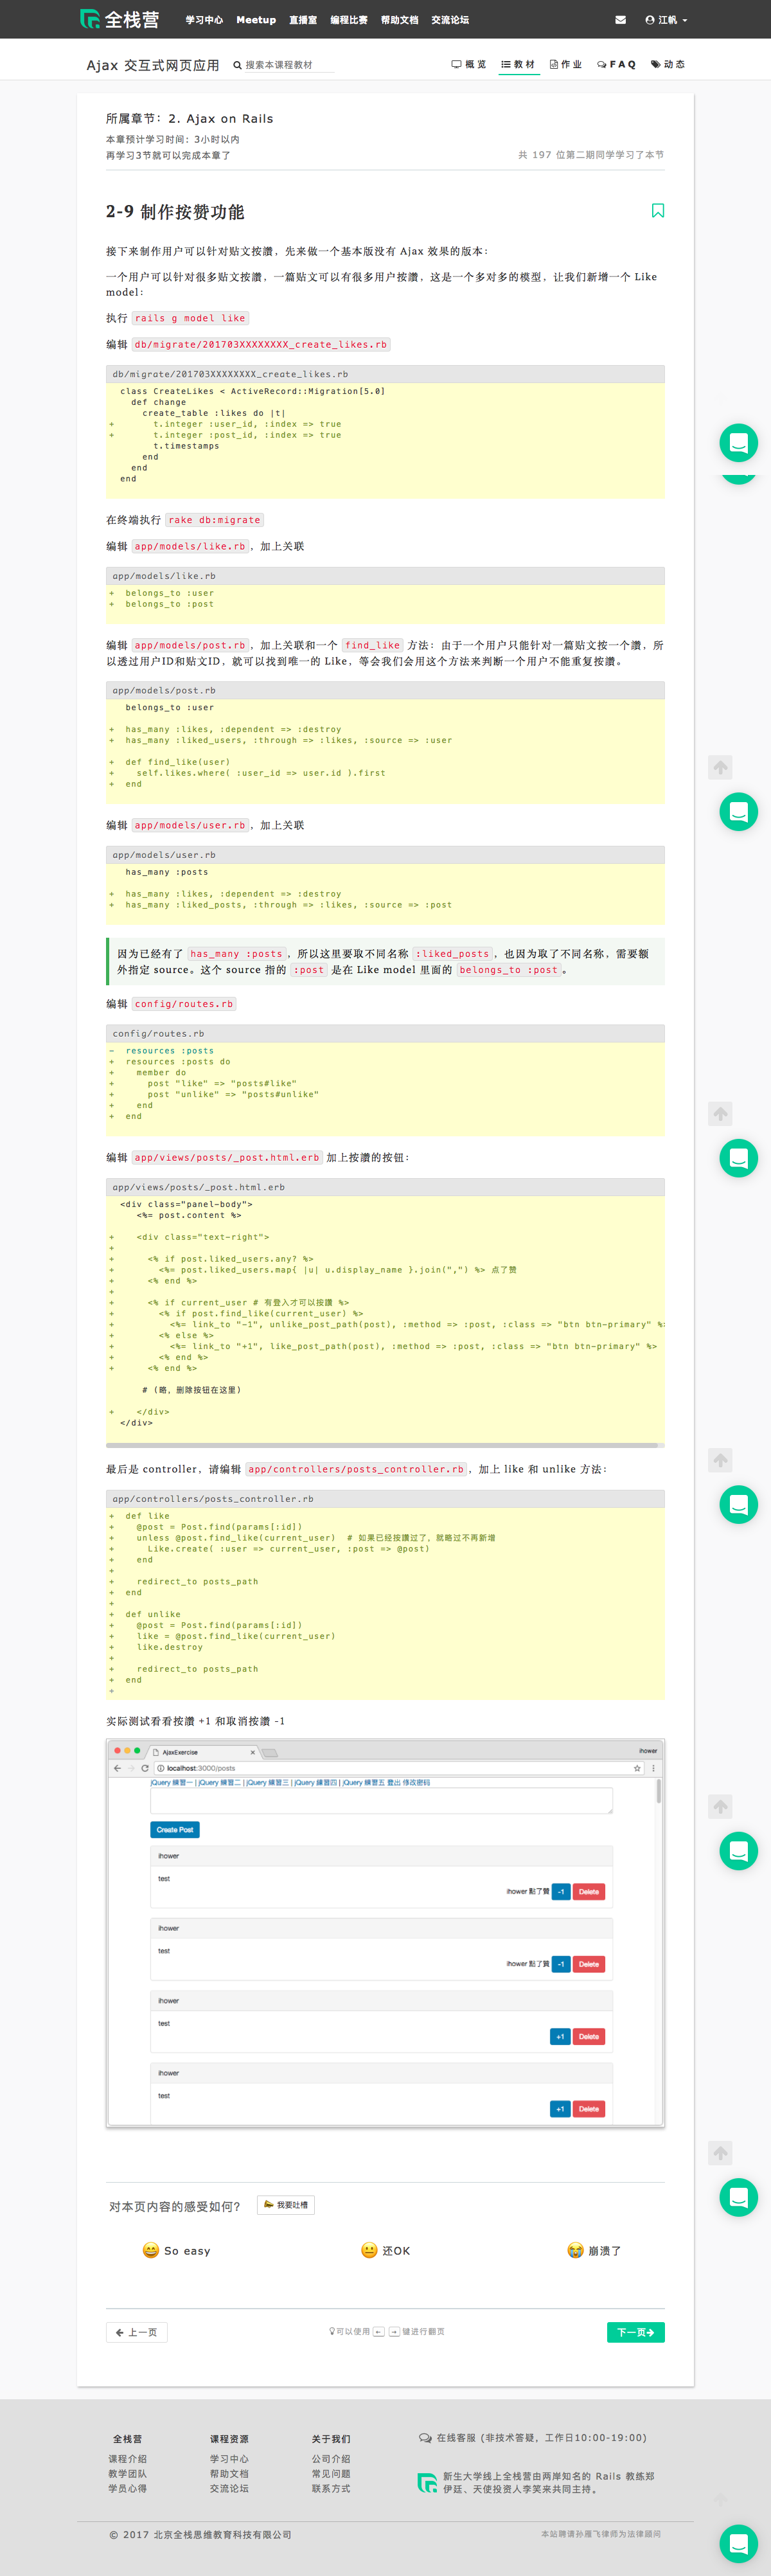 全栈营 学习中心 Meetup 直播室 编程比赛 帮助文档 交流论坛 江帆
Ajax 交互式网页应用 搜索本课程教材 概览 教材 作业 FAQ 动态
所属章节：2. Ajax on Rails
本章预计学习时间：3小时以内
再学习3节就可以完成本章了 共 197 位第二期同学学习了本节
2-9 制作按赞功能
接下来制作用户可以针对贴文按讚，先来做一个基本版没有 Ajax 效果的版本：
一个用户可以针对很多贴文按讚，一篇贴文可以有很多用户按讚，这是一个多对多的模型，让我们新增一个 Like
model：
执行 rails g model like
编辑 db/migrate/201703XXXXXXXX_create_likes.rb
db/migrate/201703XXXXXXXX_create_likes.rb
  class CreateLikes < ActiveRecord::Migration[5.0]
    def change
      create_table :likes do |t|
+       t.integer :user_id, :index => true
+       t.integer :post_id, :index => true
        t.timestamps
      end
    end
  end
在终端执行 rake db:migrate
编辑 app/models/like.rb，加上关联
app/models/like.rb
+  belongs_to :user
+  belongs_to :post
编辑 app/models/post.rb，加上关联和一个 find_like 方法：由于一个用户只能针对一篇贴文按一个讚，所
以透过用户ID和贴文ID，就可以找到唯一的 Like，等会我们会用这个方法来判断一个用户不能重复按讚。
app/models/post.rb
   belongs_to :user
+  has_many :likes, :dependent => :destroy
+  has_many :liked_users, :through => :likes, :source => :user
+  def find_like(user)
+    self.likes.where( :user_id => user.id ).first
+  end
编辑 app/models/user.rb，加上关联
app/models/user.rb
   has_many :posts
+  has_many :likes, :dependent => :destroy
+  has_many :liked_posts, :through => :likes, :source => :post
因为已经有了 has_many :posts，所以这里要取不同名称 :liked_posts，也因为取了不同名称，需要额
外指定 source。这个 source 指的 :post 是在 Like model 里面的 belongs_to :post。
编辑 config/routes.rb
config/routes.rb
-  resources :posts
+  resources :posts do
+    member do
+      post "like" => "posts#like"
+      post "unlike" => "posts#unlike"
+    end
+  end
编辑 app/views/posts/_post.html.erb 加上按讚的按钮：
app/views/posts/_post.html.erb
  <div class="panel-body">
     <%= post.content %>
+    <div class="text-right">
+
+      <% if post.liked_users.any? %>
+        <%= post.liked_users.map{ |u| u.display_name }.join(",") %> 点了赞
+      <% end %>
+
+      <% if current_user # 有登入才可以按讚 %>
+        <% if post.find_like(current_user) %>
+          <%= link_to "-1", unlike_post_path(post), :method => :post, :class => "btn btn-primary" %>
+        <% else %>
+          <%= link_to "+1", like_post_path(post), :method => :post, :class => "btn btn-primary" %>
+        <% end %>
+      <% end %>
      # (略，删除按钮在这里)
+    </div>
  </div>
最后是 controller，请编辑 app/controllers/posts_controller.rb，加上 like 和 unlike 方法：
app/controllers/posts_controller.rb
+  def like
+    @post = Post.find(params[:id])
+    unless @post.find_like(current_user)  # 如果已经按讚过了，就略过不再新增
+      Like.create( :user => current_user, :post => @post)
+    end
+
+    redirect_to posts_path
+  end
+
+  def unlike
+    @post = Post.find(params[:id])
+    like = @post.find_like(current_user)
+    like.destroy
+
+    redirect_to posts_path
+  end
+
实际测试看看按讚 +1 和取消按讚 -1
AjaxExercise ihower
localhost:3000/posts
jQuery 練習一 | jQuery 練習二 | jQuery 練習三 | jQuery 練習四 | jQuery 練習五 登出 修改密码
Create Post
ihower
test
ihower 點了贊 -1 Delete
ihower
test
ihower 點了贊 -1 Delete
ihower
test
+1 Delete
ihower
test
+1 Delete
对本页内容的感受如何? 我要吐槽
So easy 还OK 崩溃了
上一页 可以使用 ← → 键进行翻页 下一页
全栈营 课程资源 关于我们 在线客服 (非技术答疑，工作日10:00-19:00)
课程介绍 学习中心 公司介绍
教学团队 帮助文档 常见问题 新生大学线上全栈营由两岸知名的 Rails 教练郑
学员心得 交流论坛 联系方式 伊廷、天使投资人李笑来共同主持。
© 2017 北京全栈思维教育科技有限公司 本站聘请孙雁飞律师为法律顾问